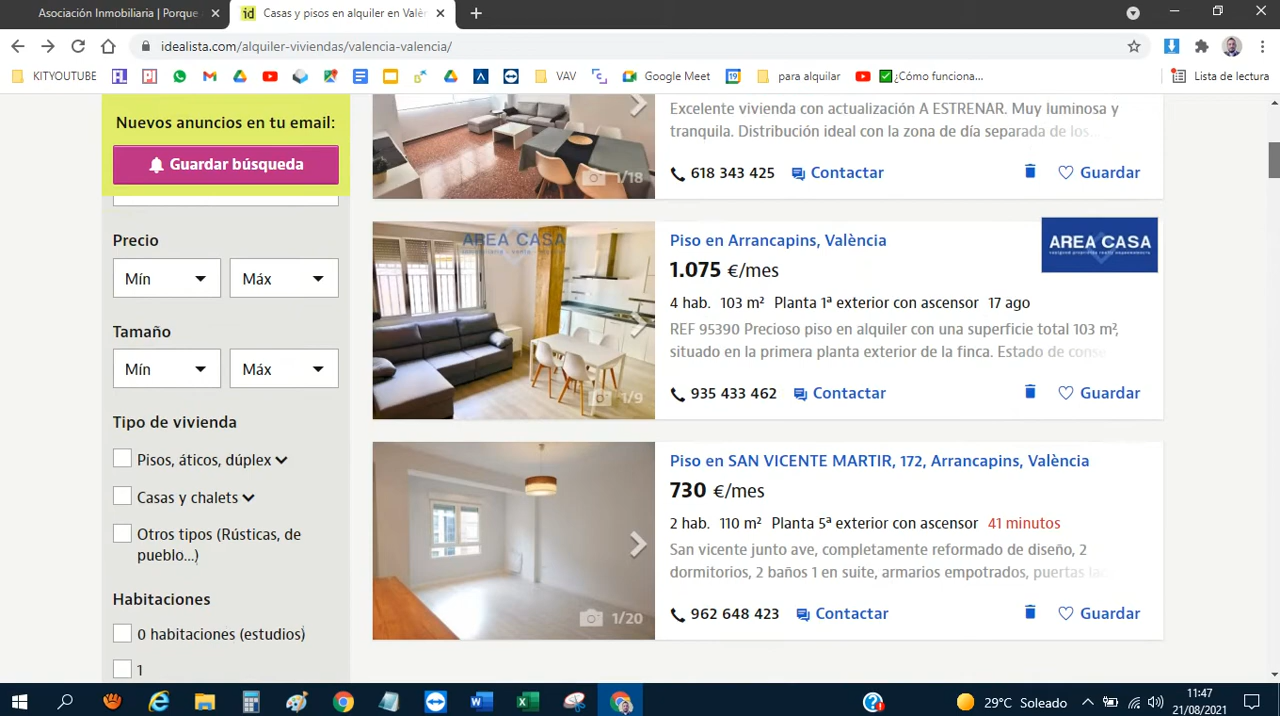 Asociación Inmobiliaria | Porque
Casas y pisos en alquiler en Valèn
idealista.com/alquiler-viviendas/valencia-valencia/
KITYOUTUBE
VAV
Google Meet
para alquilar
¿Cómo funciona...
Lista de lectura
Nuevos anuncios en tu email:
Guardar búsqueda
Precio
Mín
Máx
Tamaño
Mín
Máx
Tipo de vivienda
Pisos, áticos, dúplex
Casas y chalets
Otros tipos (Rústicas, de
pueblo...)
Habitaciones
0 habitaciones (estudios)
1
Excelente vivienda con actualización A ESTRENAR. Muy luminosa y
tranquila. Distribución ideal con la zona de día separada de los...
1/18
618 343 425
Contactar
Guardar
AREA CASA
1/9
Piso en Arrancapins, València
AREA CASA
1.075 €/mes
4 hab. 103 m² Planta 1ª exterior con ascensor 17 ago
REF 95390 Precioso piso en alquiler con una superficie total 103 m²,
situado en la primera planta exterior de la finca. Estado de conse
935 433 462
Contactar
Guardar
1/20
Piso en SAN VICENTE MARTIR, 172, Arrancapins, València
730 €/mes
2 hab. 110 m² Planta 5ª exterior con ascensor 41 minutos
San vicente junto ave, completamente reformado de diseño, 2
dormitorios, 2 baños 1 en suite, armarios empotrados, puertas lac
962 648 423
Contactar
Guardar
29°C Soleado
11:47
21/08/2021